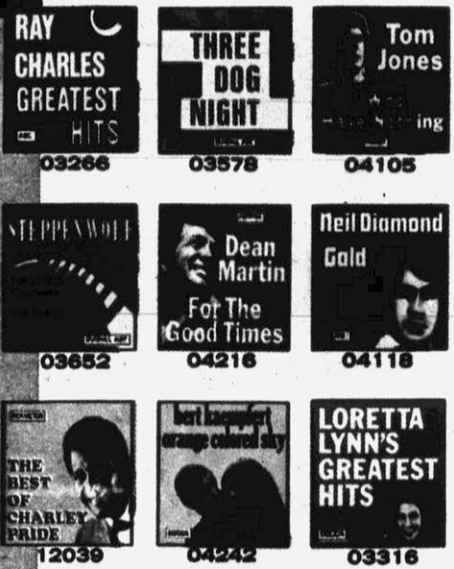 RAY
CHARLES
GREATEST
HITS
03266
THREE
DOG
NIGHT
03578
Tom
Jones
ing
04105
STEPPENWOLF
03652
Dean
Martin
For The
Good Times
04216
Neil Diamond
Gold
04118
THE
BEST
OF
CHARLEY
PRIDE
12039
bert kaempfert
orange colored sky
04242
LORETTA
LYNN'S
GREATEST
HITS
03316